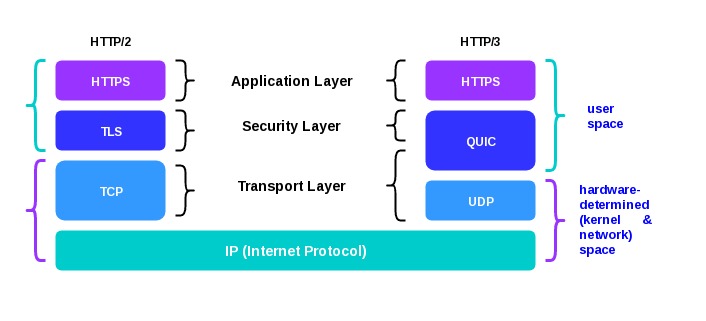 HTTP/2
HTTP/3
HTTPS
Application Layer
HTTPS
TLS
Security Layer
QUIC
user
space
TCP
Transport Layer
UDP
hardware-
determined
(kernel &
network)
space
IP (Internet Protocol)